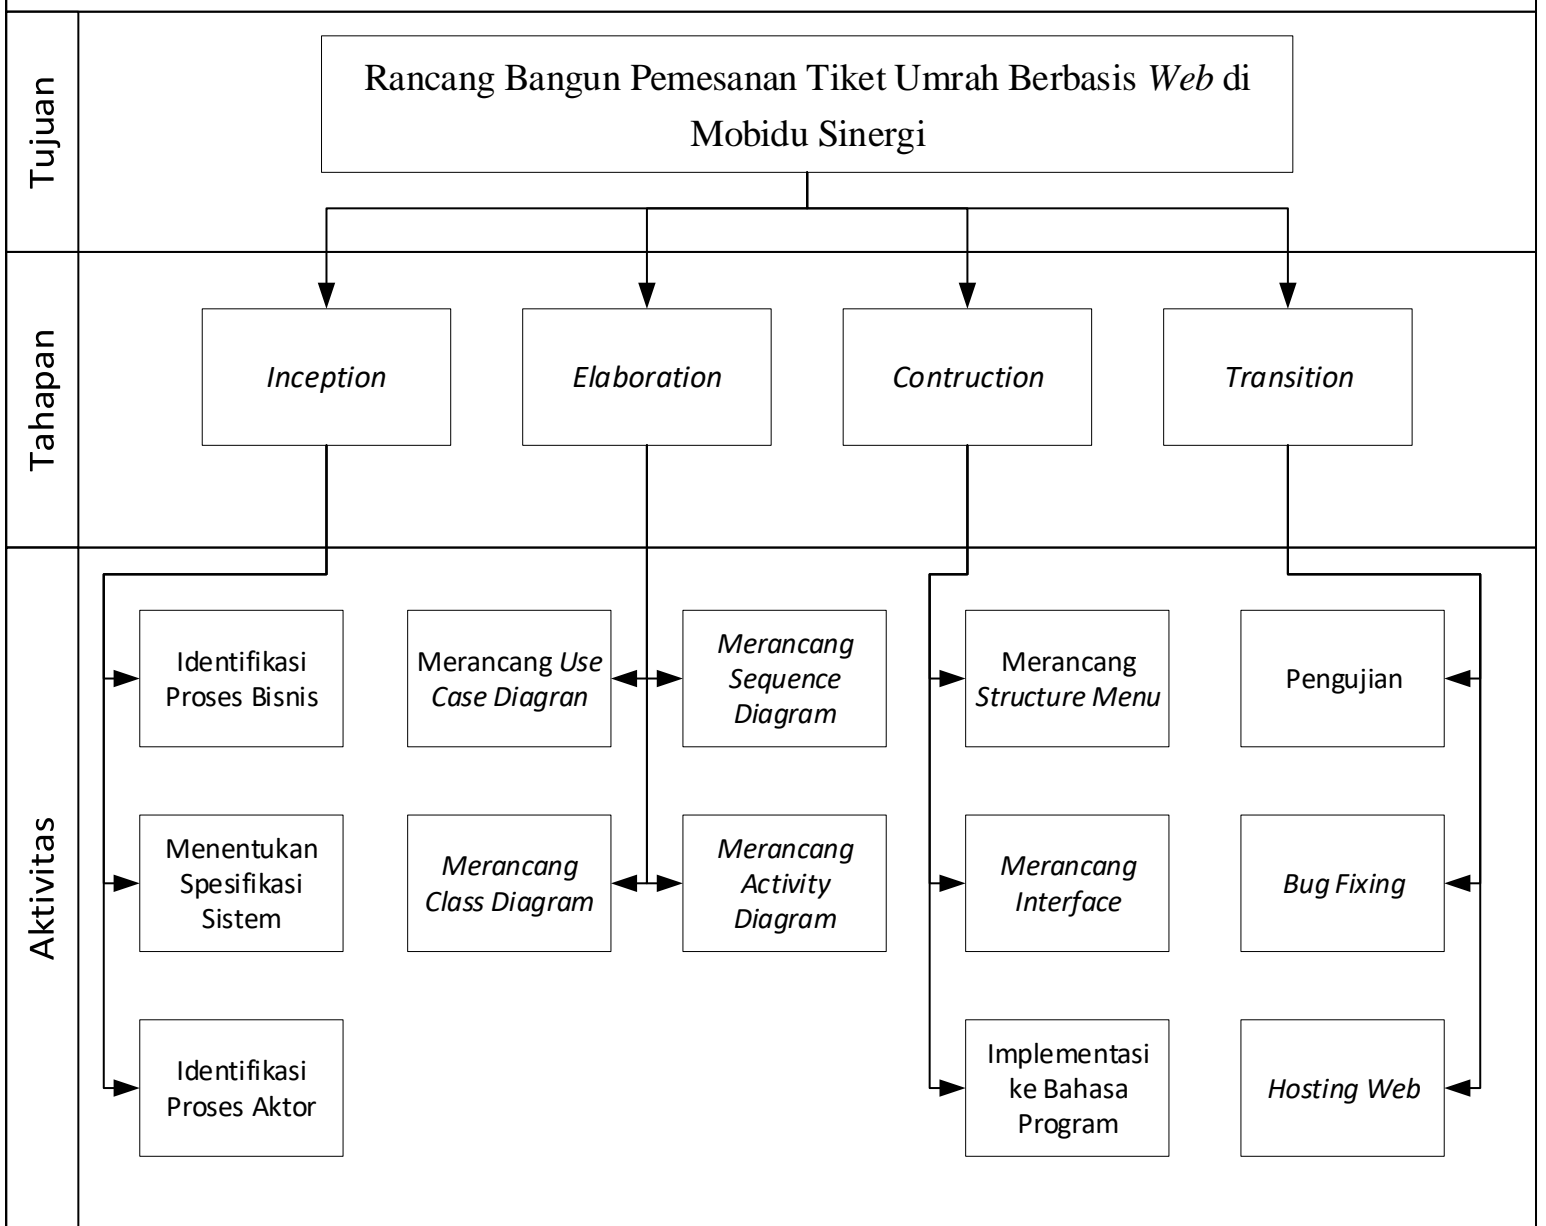 Tujuan
Rancang Bangun Pemesanan Tiket Umrah Berbasis Web di
Mobidu Sinergi
Tahapan
Inception
Elaboration
Contruction
Transition
Aktivitas
Identifikasi
Proses Bisnis
Merancang Use
Case Diagran
Merancang
Sequence
Diagram
Merancang
Structure Menu
Pengujian
Menentukan
Spesifikasi
Sistem
Merancang
Class Diagram
Merancang
Activity
Diagram
Merancang
Interface
Bug Fixing
Identifikasi
Proses Aktor
Implementasi
ke Bahasa
Program
Hosting Web